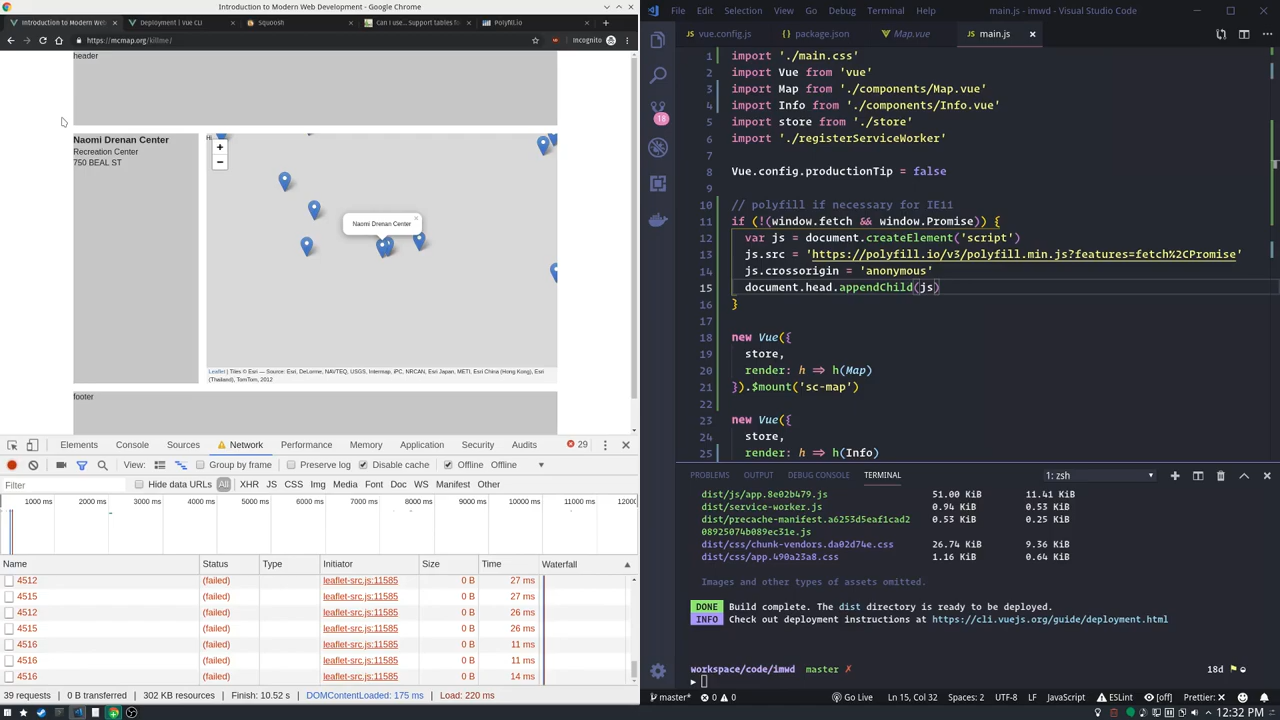 Introduction to Modern Web Development - Google Chrome
Introduction to Modern Web
Deployment | Vue CLI
Squoosh
Can I use... Support tables fo
Polyfill.io
https://mcmap.org/killme/
Incognito
header
Naomi Drenan Center
Recreation Center
750 BEAL ST
+
−
Naomi Drenan Center
×
Leaflet | Tiles © Esri — Source: Esri, DeLorme, NAVTEQ, USGS, Intermap, iPC, NRCAN, Esri Japan, METI, Esri China (Hong Kong), Esri
(Thailand), TomTom, 2012
footer
Elements Console Sources Network Performance Memory Application Security Audits 29
View: Group by frame Preserve log Disable cache Offline Offline
Filter Hide data URLs All XHR JS CSS Img Media Font Doc WS Manifest Other
1000 ms 2000 ms 3000 ms 4000 ms 5000 ms 6000 ms 7000 ms 8000 ms 9000 ms 10000 ms 11000 ms 12000
Name Status Type Initiator Size Time Waterfall
4512 (failed) leaflet-src.js:11585 0 B 27 ms
4515 (failed) leaflet-src.js:11585 0 B 27 ms
4512 (failed) leaflet-src.js:11585 0 B 26 ms
4515 (failed) leaflet-src.js:11585 0 B 26 ms
4516 (failed) leaflet-src.js:11585 0 B 11 ms
4516 (failed) leaflet-src.js:11585 0 B 11 ms
4516 (failed) leaflet-src.js:11585 0 B 14 ms
39 requests | 0 B transferred | 302 KB resources | Finish: 10.52 s | DOMContentLoaded: 175 ms | Load: 220 ms
File Edit Selection View Go Debug Terminal Help main.js - imwd - Visual Studio Code
vue.config.js package.json Map.vue main.js
18
1 import './main.css'
2 import Vue from 'vue'
3 import Map from './components/Map.vue'
4 import Info from './components/Info.vue'
5 import store from './store'
6 import './registerServiceWorker'
7
8 Vue.config.productionTip = false
9
10 // polyfill if necessary for IE11
11 if (!(window.fetch && window.Promise)) {
12 var js = document.createElement('script')
13 js.src = 'https://polyfill.io/v3/polyfill.min.js?features=fetch%2CPromise'
14 js.crossorigin = 'anonymous'
15 document.head.appendChild(js)
16 }
17
18 new Vue({
19 store,
20 render: h => h(Map)
21 }).$mount('sc-map')
22
23 new Vue({
24 store,
25 render: h => h(Info)
PROBLEMS OUTPUT DEBUG CONSOLE TERMINAL 1: zsh
dist/js/app.8e02b479.js 51.00 KiB 11.41 KiB
dist/service-worker.js 0.94 KiB 0.53 KiB
dist/precache-manifest.a6253d5eaf1cad2 0.53 KiB 0.25 KiB
08925074b089ec31e.js
dist/css/chunk-vendors.da02d74e.css 26.74 KiB 9.36 KiB
dist/css/app.490a23a8.css 1.16 KiB 0.64 KiB
Images and other types of assets omitted.
DONE Build complete. The dist directory is ready to be deployed.
INFO Check out deployment instructions at https://cli.vuejs.org/guide/deployment.html
workspace/code/imwd master ✗ 18d
master* 0 0 Go Live Ln 15, Col 32 Spaces: 2 UTF-8 LF JavaScript ESLint [off] Prettier: ✗
12:32 PM